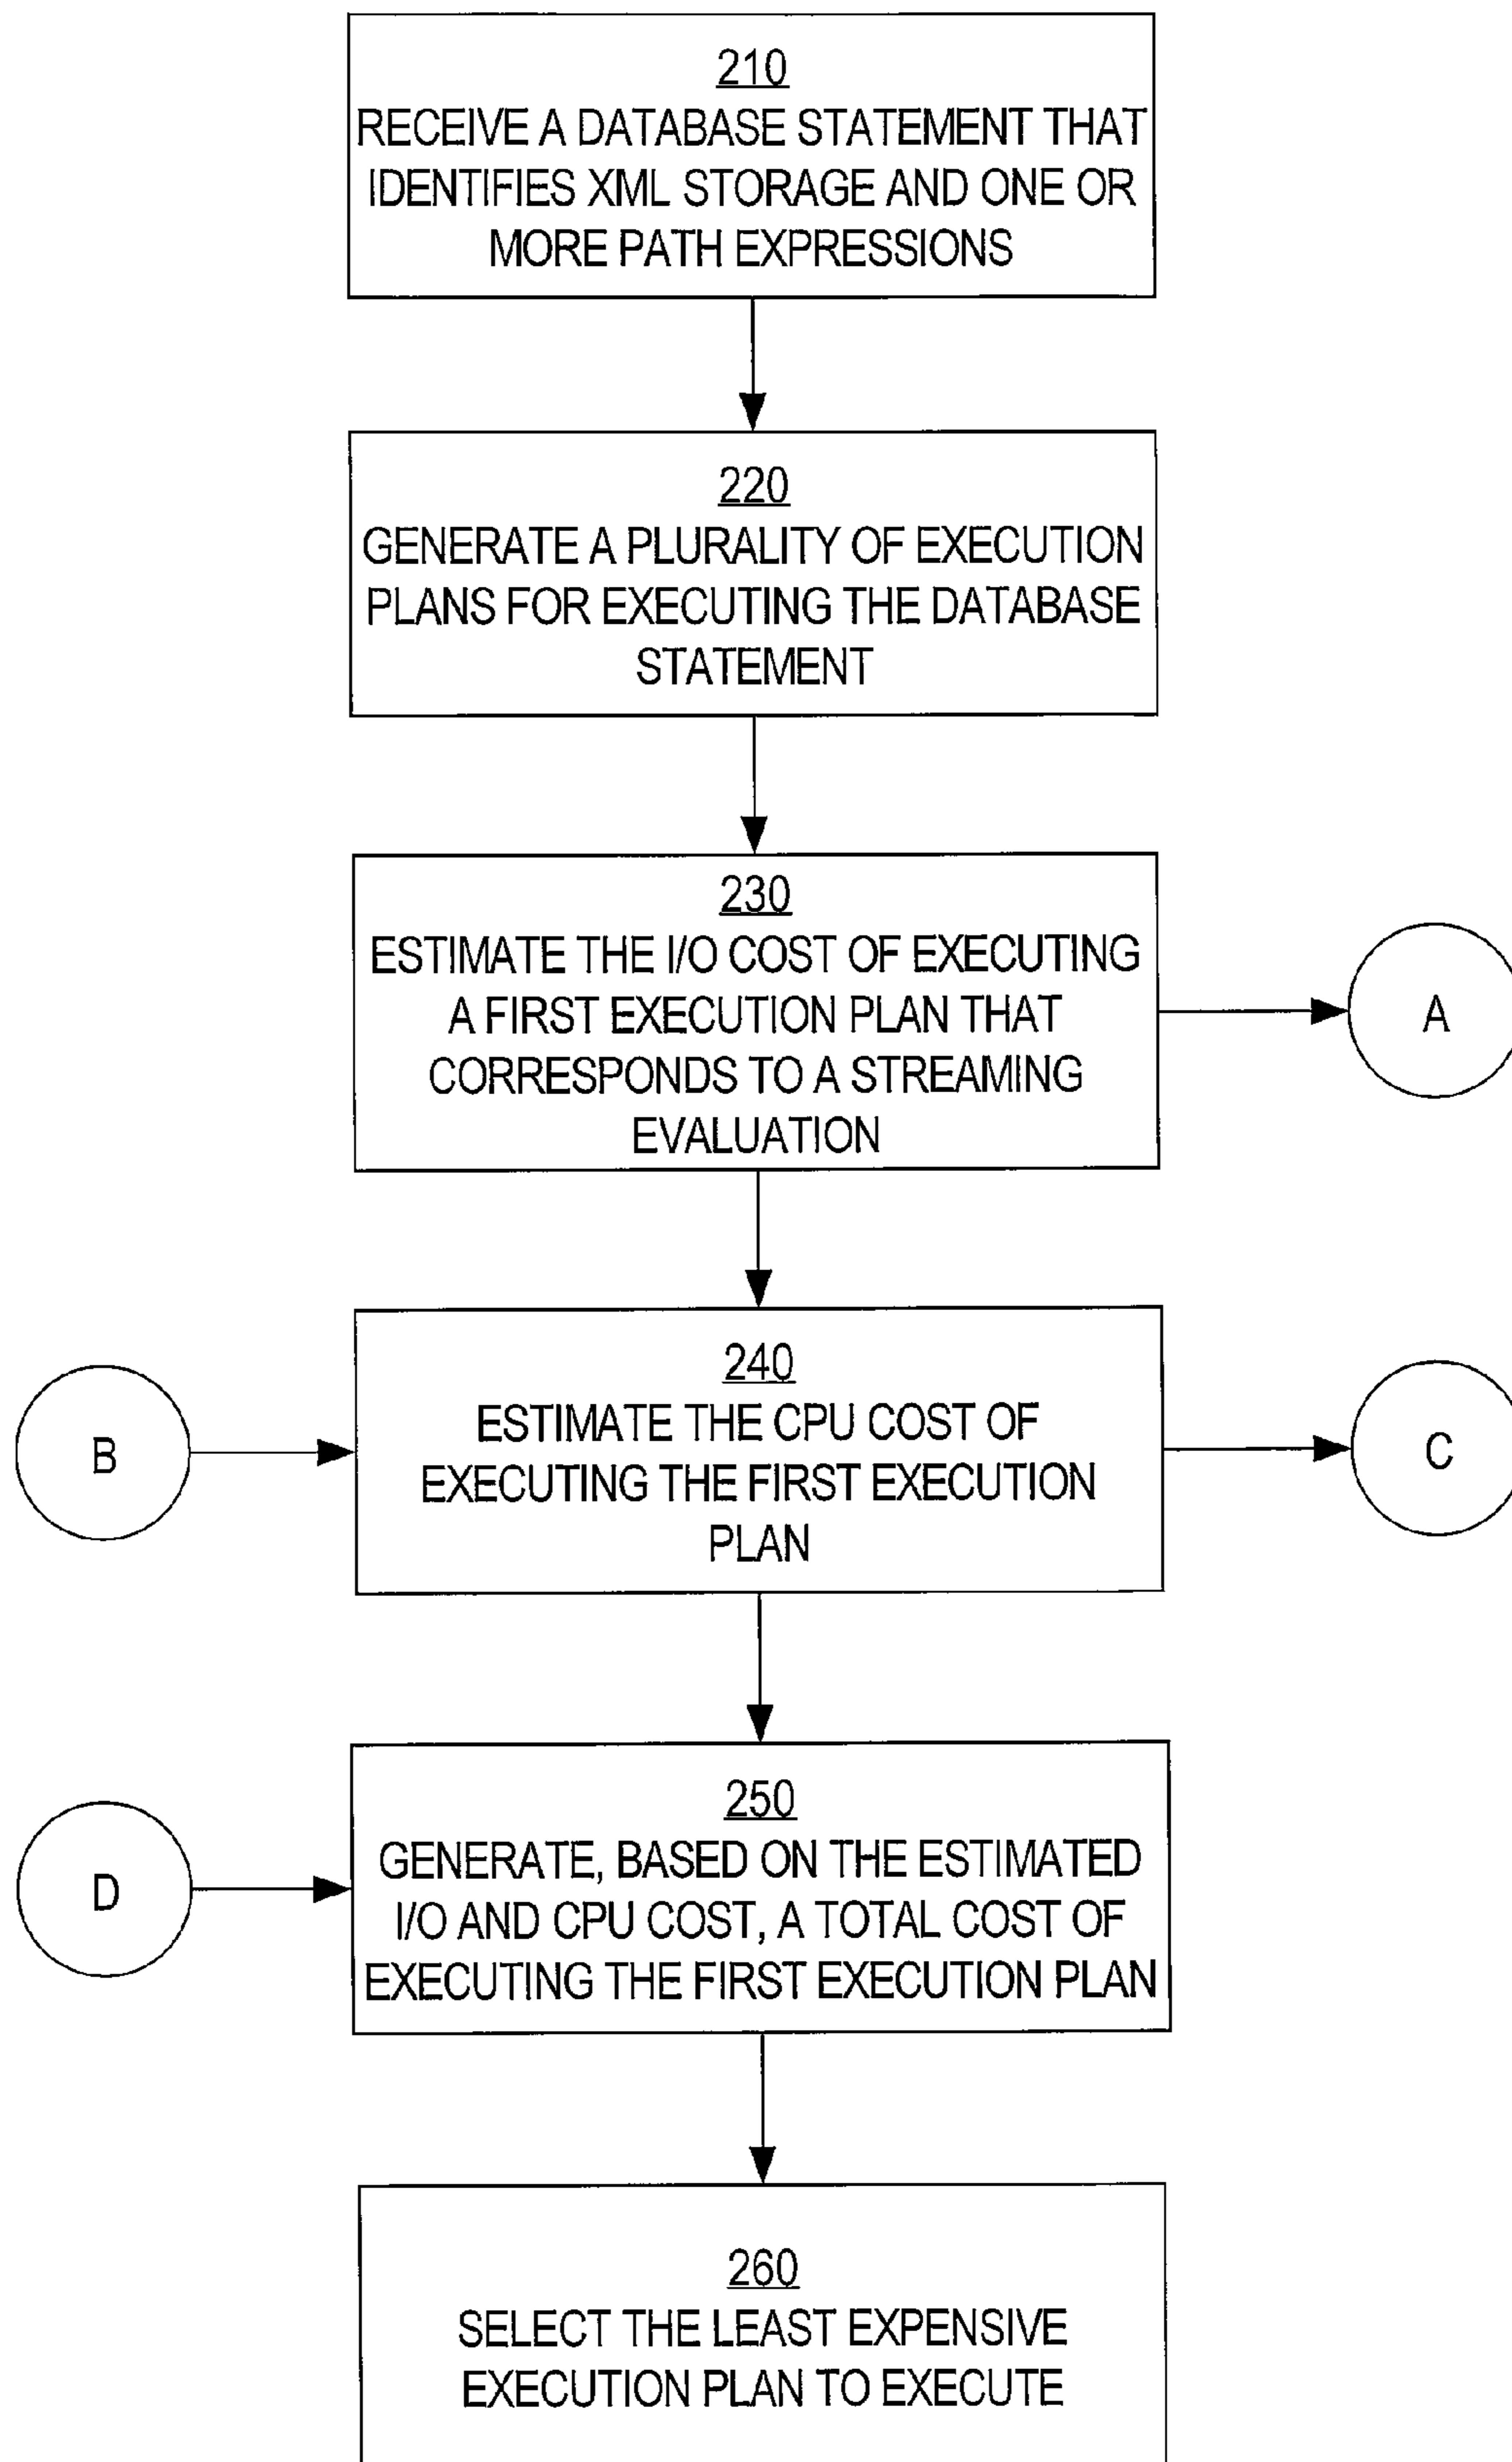 210
RECEIVE A DATABASE STATEMENT THAT
IDENTIFIES XML STORAGE AND ONE OR
MORE PATH EXPRESSIONS
220
GENERATE A PLURALITY OF EXECUTION
PLANS FOR EXECUTING THE DATABASE
STATEMENT
230
ESTIMATE THE I/O COST OF EXECUTING
A FIRST EXECUTION PLAN THAT
CORRESPONDS TO A STREAMING
EVALUATION
A
240
ESTIMATE THE CPU COST OF
EXECUTING THE FIRST EXECUTION
PLAN
B
C
250
GENERATE, BASED ON THE ESTIMATED
I/O AND CPU COST, A TOTAL COST OF
EXECUTING THE FIRST EXECUTION PLAN
D
260
SELECT THE LEAST EXPENSIVE
EXECUTION PLAN TO EXECUTE